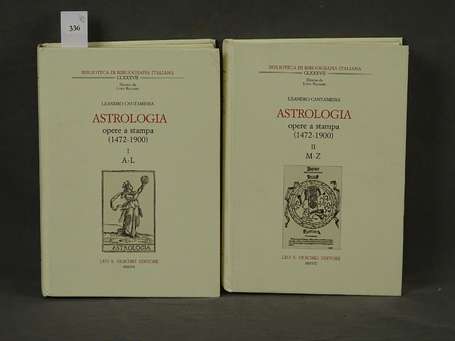 336
BIBLIOTECA DI BIBLIOGRAFIA ITALIANA
LEANDRO CANTAMESSA
ASTROLOGIA
opere a stampa
(1472-1900)
I
A-L
ASTROLOGIA
LEO S. OLSCHKI EDITORE
BIBLIOTECA DI BIBLIOGRAFIA ITALIANA
LEANDRO CANTAMESSA
ASTROLOGIA
opere a stampa
(1472-1900)
II
M-Z
LEO S. OLSCHKI EDITORE